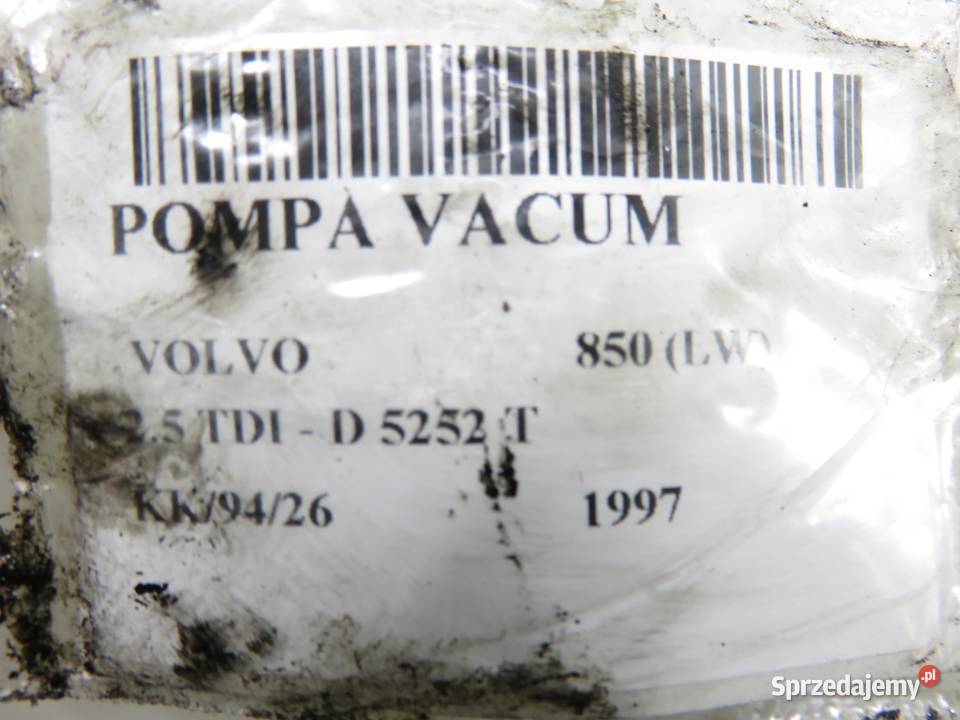 POMPA VACUM
VOLVO 850 (LW)
2.5 TDI - D 5252 T
KK/94/26 1997
Sprzedajemy.pl